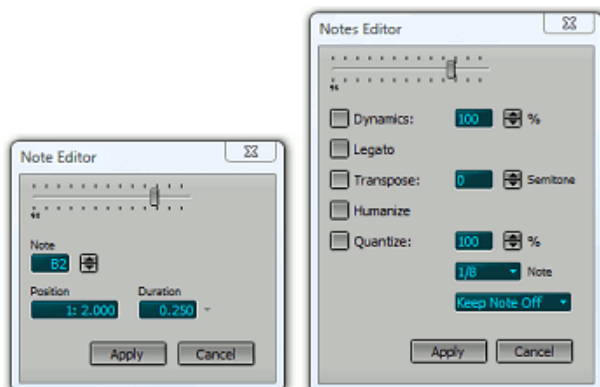 Note Editor
Note
B2
Position Duration
1: 2.000 0.250
Apply Cancel
Notes Editor
Dynamics: 100 %
Legato
Transpose: 0 Semitone
Humanize
Quantize: 100 %
1/8 Note
Keep Note Off
Apply Cancel